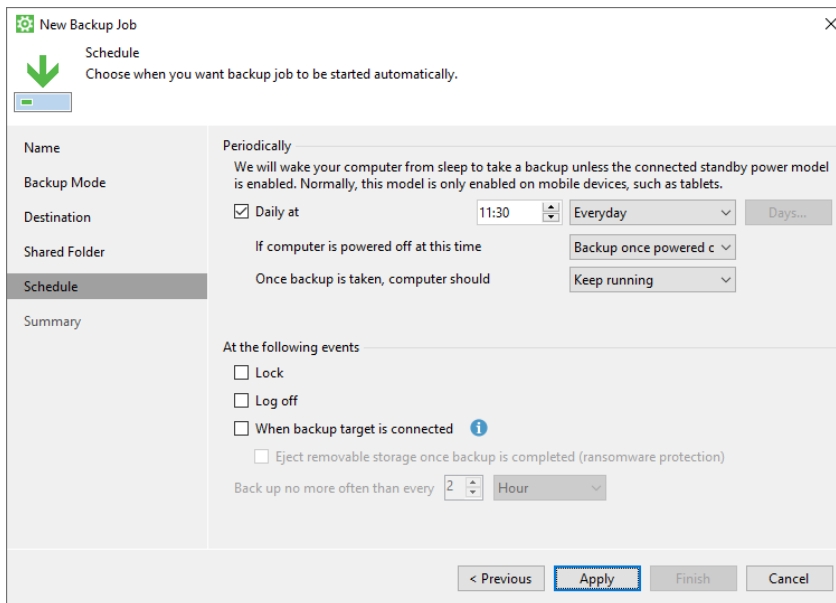 New Backup Job
Schedule
Choose when you want backup job to be started automatically.
Name
Backup Mode
Destination
Shared Folder
Schedule
Summary
Periodically
We will wake your computer from sleep to take a backup unless the connected standby power model
is enabled. Normally, this model is only enabled on mobile devices, such as tablets.
Daily at 11:30 Everyday Days...
If computer is powered off at this time Backup once powered c
Once backup is taken, computer should Keep running
At the following events
Lock
Log off
When backup target is connected
Eject removable storage once backup is completed (ransomware protection)
Back up no more often than every 2 Hour
< Previous Apply Finish Cancel